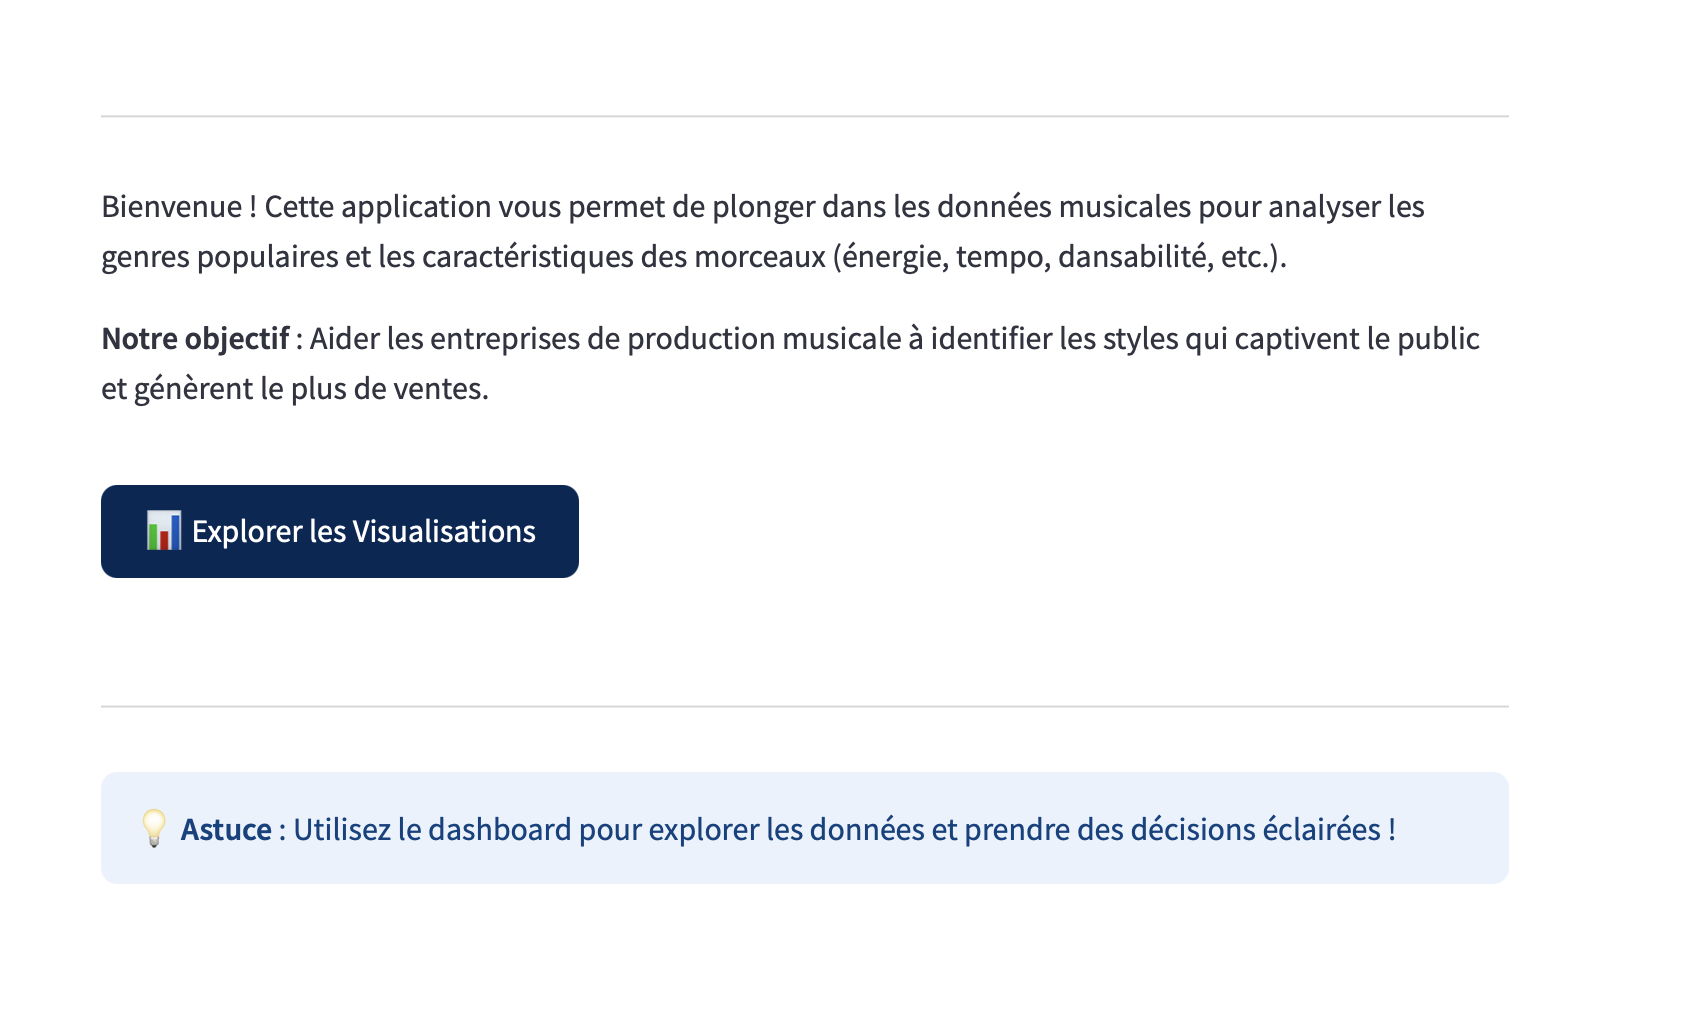 Bienvenue ! Cette application vous permet de plonger dans les données musicales pour analyser les
genres populaires et les caractéristiques des morceaux (énergie, tempo, dansabilité, etc.).
Notre objectif : Aider les entreprises de production musicale à identifier les styles qui captivent le public
et génèrent le plus de ventes.
📊 Explorer les Visualisations
💡 Astuce : Utilisez le dashboard pour explorer les données et prendre des décisions éclairées !